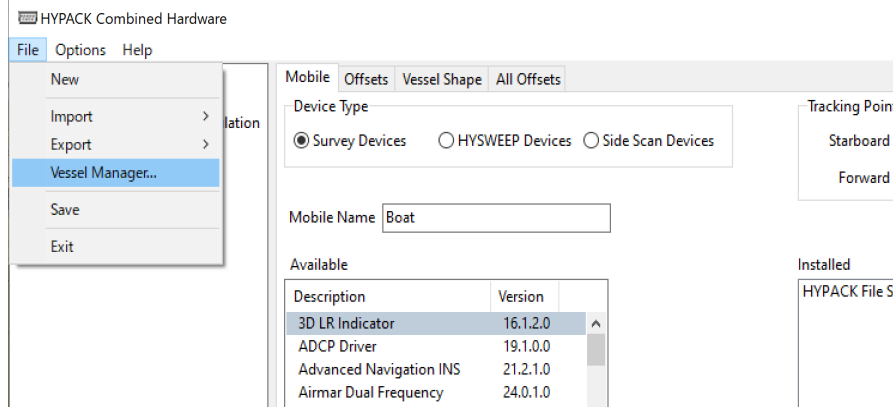 HYPACK Combined Hardware
File Options Help
New
Import
Export
Vessel Manager...
Save
Exit
lation
Mobile Offsets Vessel Shape All Offsets
Device Type
Survey Devices HYSWEEP Devices Side Scan Devices
Tracking Poin
Starboard
Forward
Mobile Name Boat
Available
Description Version
3D LR Indicator 16.1.2.0
ADCP Driver 19.1.0.0
Advanced Navigation INS 21.2.1.0
Airmar Dual Frequency 24.0.1.0
Installed
HYPACK File S